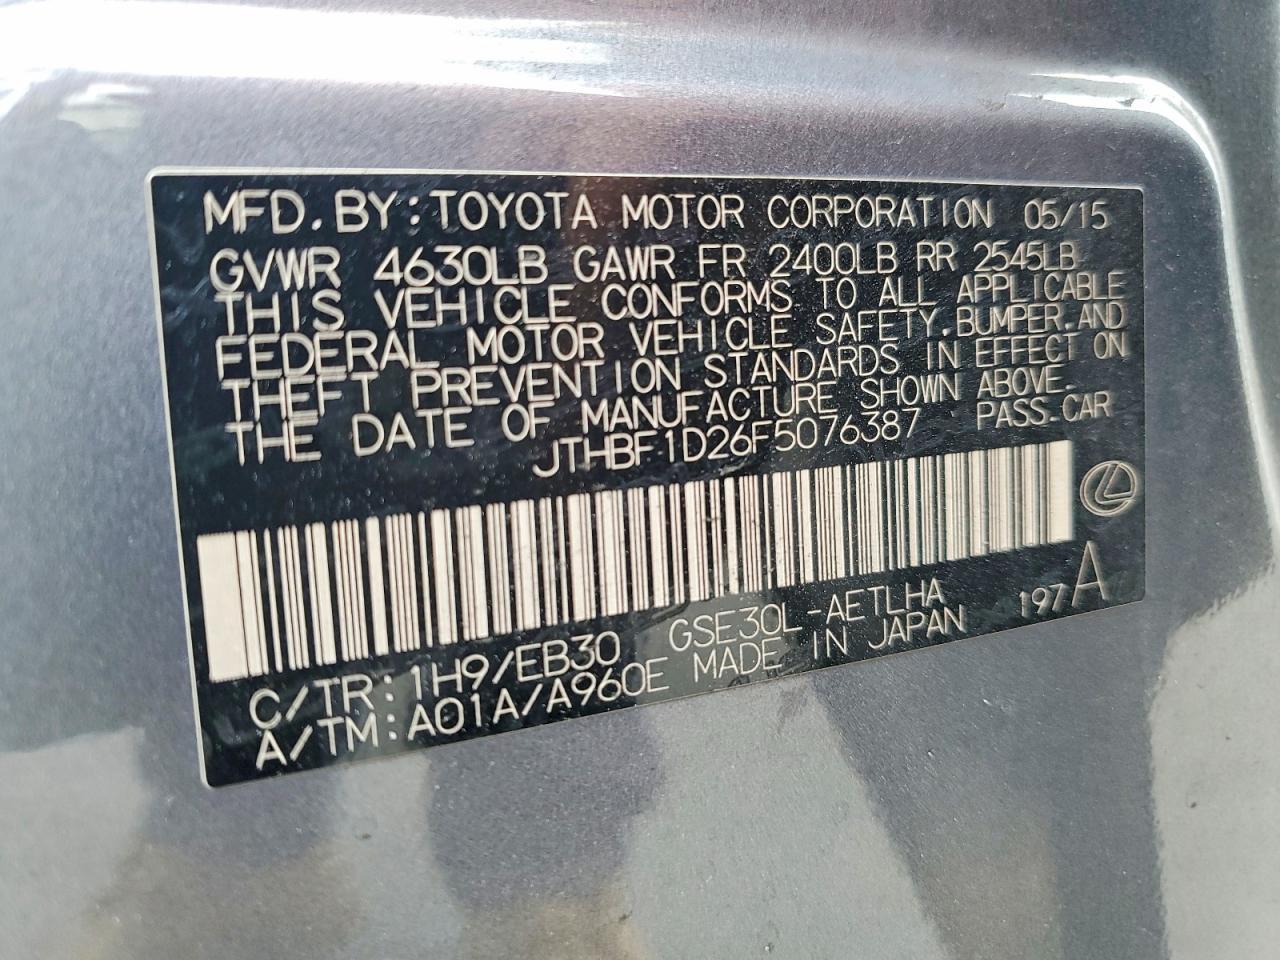 MFD. BY: TOYOTA MOTOR CORPORATION 05/15
GVWR 4630LB GAWR FR 2400LB RR 2545LB
THIS VEHICLE CONFORMS TO ALL APPLICABLE
FEDERAL MOTOR VEHICLE SAFETY, BUMPER, AND
THEFT PREVENTION STANDARDS IN EFFECT ON
THE DATE OF MANUFACTURE SHOWN ABOVE.
JTHBF1D26F5076387 PASS.CAR
C/TR: 1H9/EB30 GSE30L-AETLHA 197A
A/TM: A01A/A960E MADE IN JAPAN